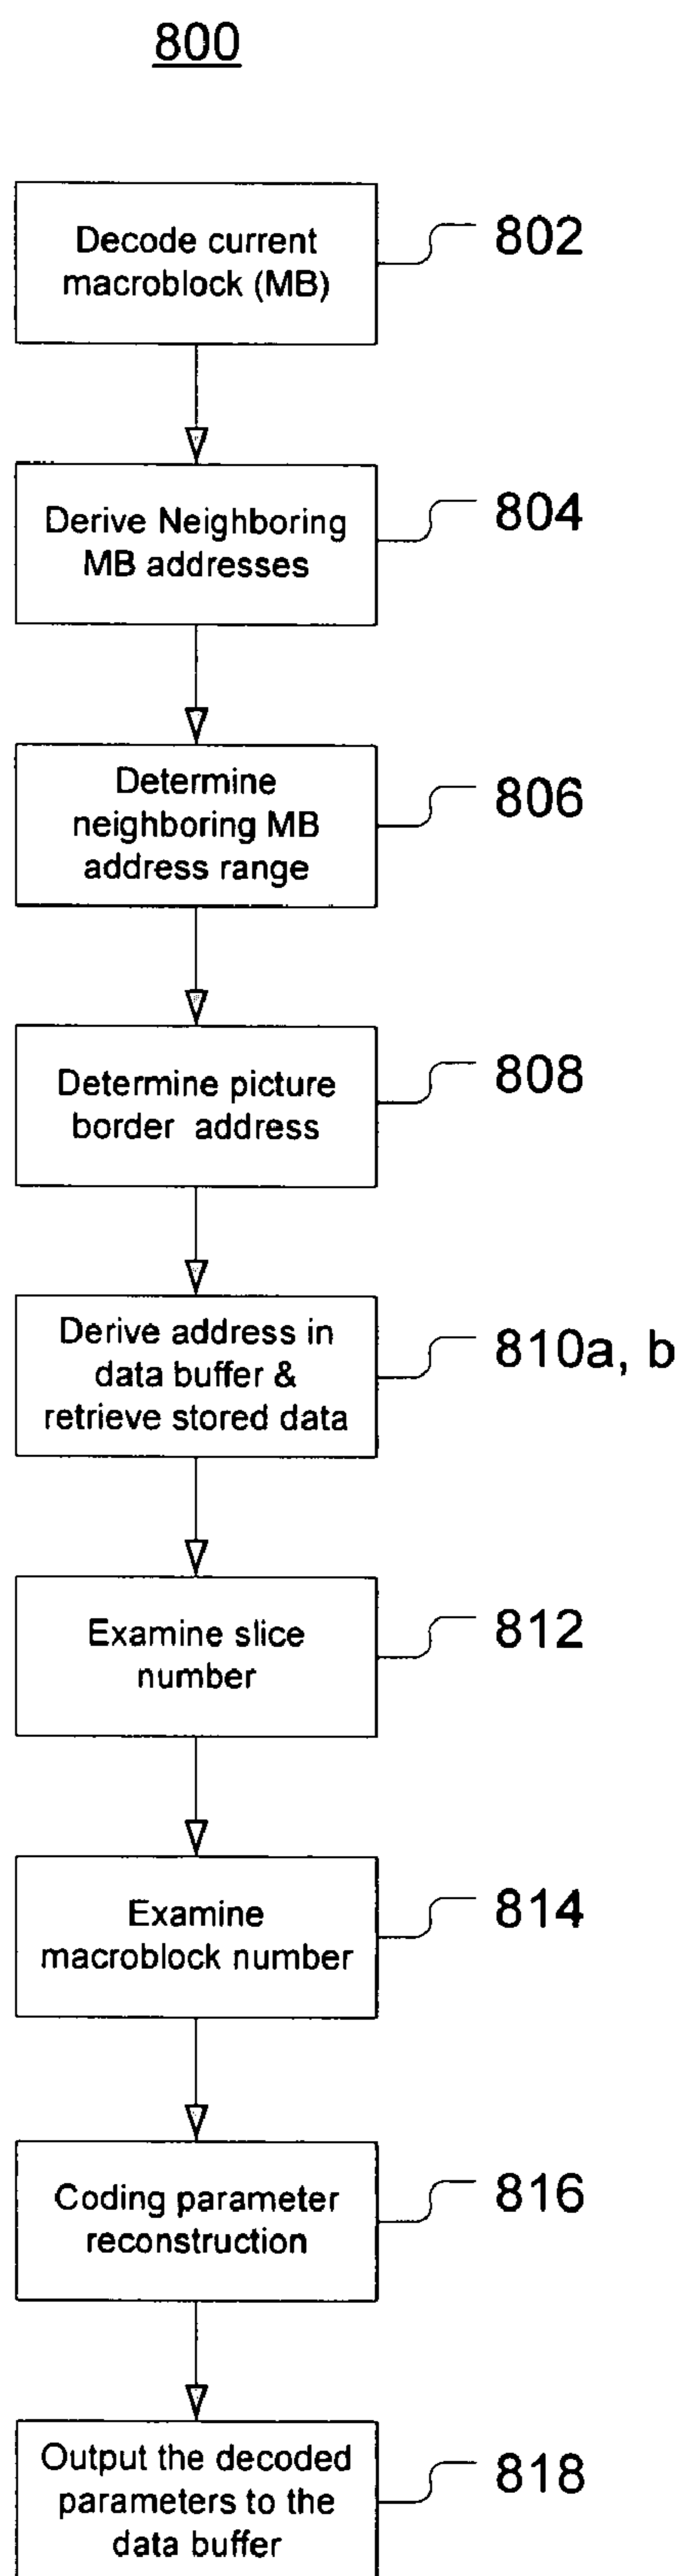 800
Decode current
macroblock (MB)
802
Derive Neighboring
MB addresses
804
Determine
neighboring MB
address range
806
Determine picture
border address
808
Derive address in
data buffer &
retrieve stored data
810a, b
Examine slice
number
812
Examine
macroblock number
814
Coding parameter
reconstruction
816
Output the decoded
parameters to the
data buffer
818